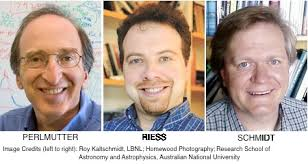 PERLMUTTER RIESS SCHMIDT
Image Credits (left to right): Roy Kaltschmidt, LBNL; Homewood Photography; Research School of
Astronomy and Astrophysics, Australian National University